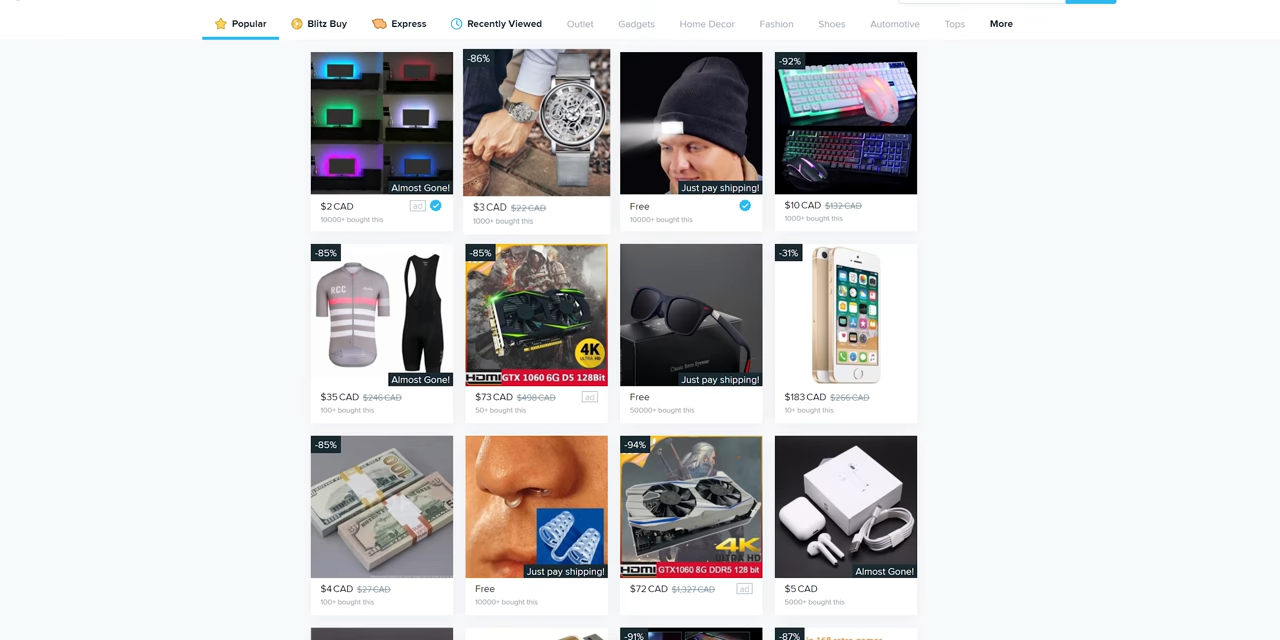 Popular Blitz Buy Express Recently Viewed Outlet Gadgets Home Decor Fashion Shoes Automotive Tops More
Almost Gone!
$2 CAD ad
10000+ bought this
-86%
$3 CAD $22 CAD
1000+ bought this
Just pay shipping!
Free
10000+ bought this
-92%
$10 CAD $132 CAD
1000+ bought this
-85%
RCC
Almost Gone!
$35 CAD $246 CAD
100+ bought this
-85%
4K
ULTRA HD
HDMI GTX 1060 6G D5 128Bit
$73 CAD $498 CAD ad
50+ bought this
Just pay shipping!
Free
50000+ bought this
-31%
$183 CAD $266 CAD
10+ bought this
-85%
100
$4 CAD $27 CAD
100+ bought this
Just pay shipping!
Free
10000+ bought this
-94%
4K
ULTRA HD
HDMI GTX1060 8G DDR5 128 bit
$72 CAD $1,327 CAD ad
Almost Gone!
$5 CAD
5000+ bought this
-91%
-87%
in 168 retro games